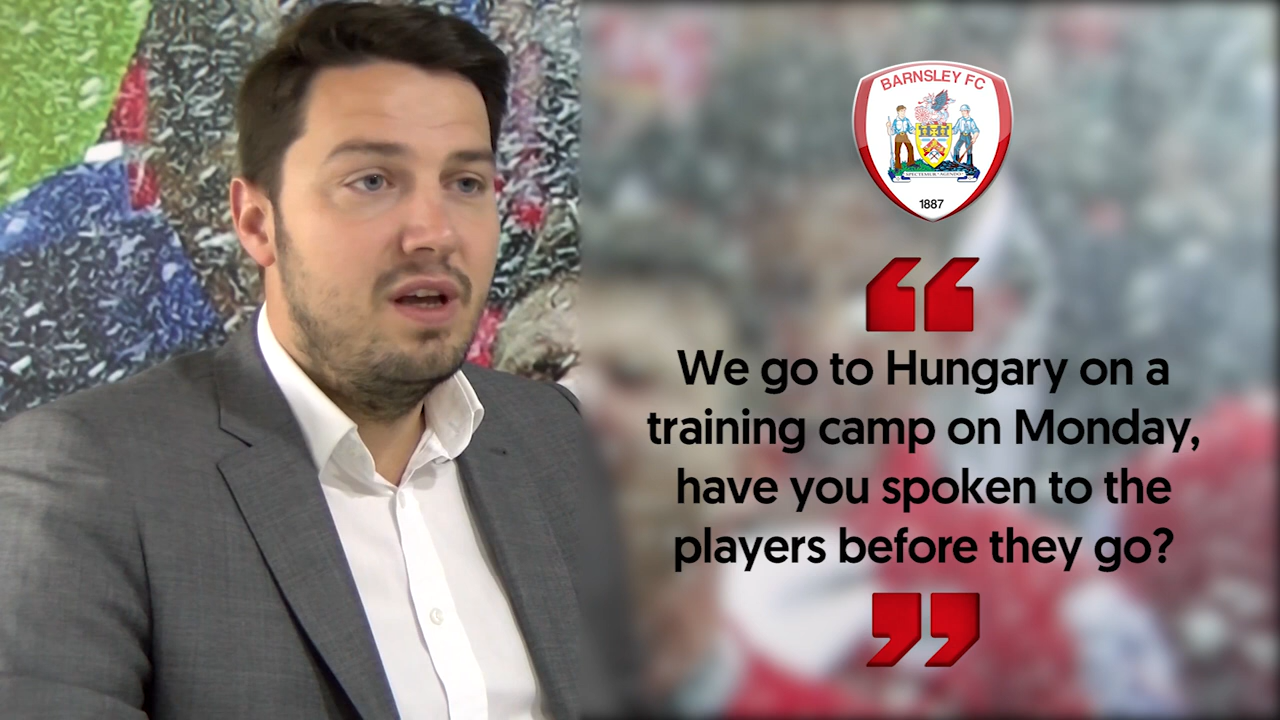 BARNSLEY FC
SPECTEMUR AGENDO
1887
“
We go to Hungary on a
training camp on Monday,
have you spoken to the
players before they go?
”